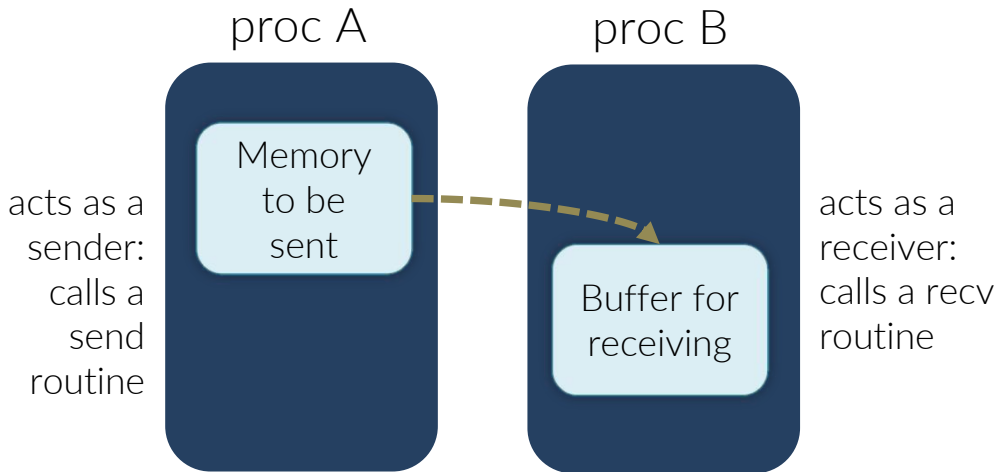 proc A
proc B
Memory
to be
sent
acts as a
sender:
calls a
send
routine
Buffer for
receiving
acts as a
receiver:
calls a recv
routine